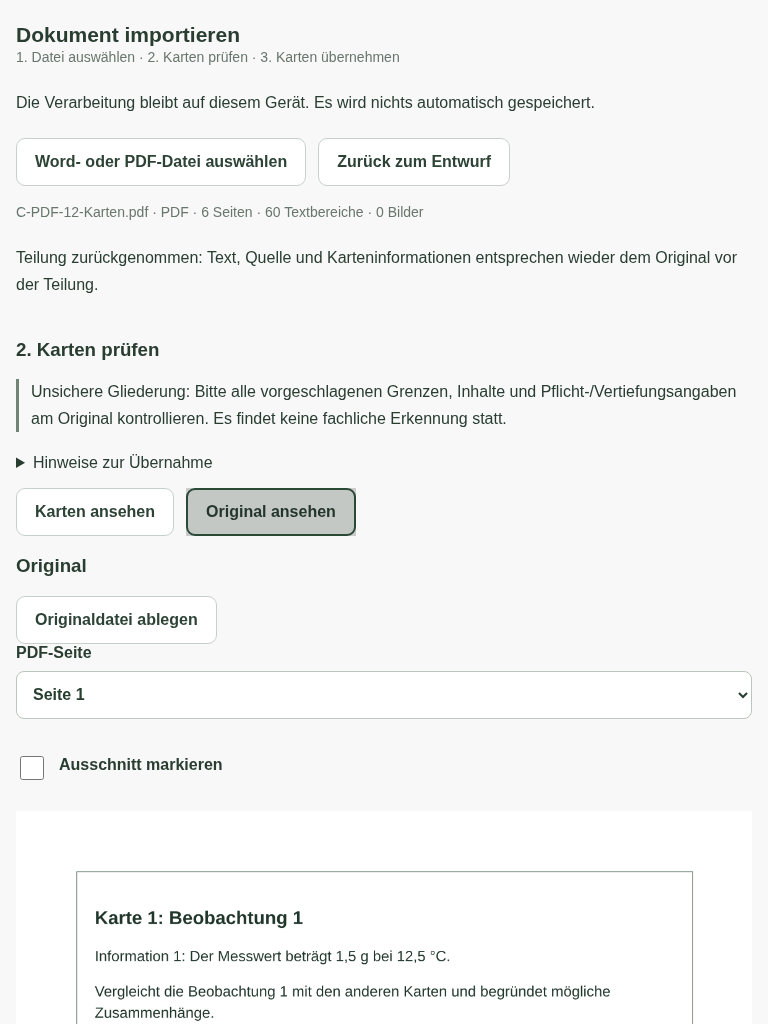 Dokument importieren
1. Datei auswählen · 2. Karten prüfen · 3. Karten übernehmen
Die Verarbeitung bleibt auf diesem Gerät. Es wird nichts automatisch gespeichert.
Word- oder PDF-Datei auswählen
Zurück zum Entwurf
C-PDF-12-Karten.pdf · PDF · 6 Seiten · 60 Textbereiche · 0 Bilder
Teilung zurückgenommen: Text, Quelle und Karteninformationen entsprechen wieder dem Original vor
der Teilung.
2. Karten prüfen
Unsichere Gliederung: Bitte alle vorgeschlagenen Grenzen, Inhalte und Pflicht-/Vertiefungsangaben
am Original kontrollieren. Es findet keine fachliche Erkennung statt.
Hinweise zur Übernahme
Karten ansehen
Original ansehen
Original
Originaldatei ablegen
PDF-Seite
Seite 1
Ausschnitt markieren
Karte 1: Beobachtung 1
Information 1: Der Messwert beträgt 1,5 g bei 12,5 °C.
Vergleicht die Beobachtung 1 mit den anderen Karten und begründet mögliche
Zusammenhänge.